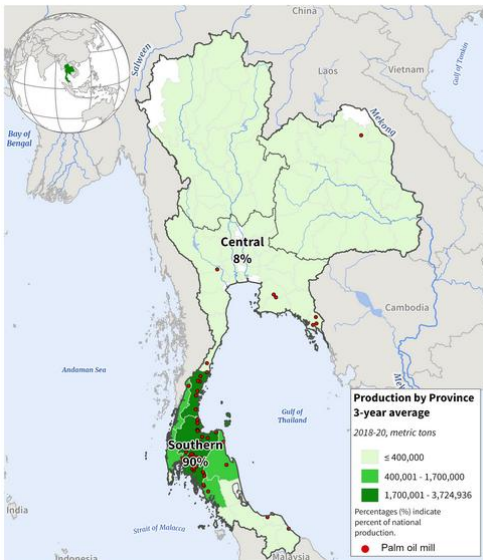 China
Salween
Gulf of Tonkin
Laos
Vietnam
Bay of
Bengal
Mekong
Central
8%
Cambodia
Andaman Sea
Gulf of
Thailand
Southern
90%
India
Strait of Malacca
Indonesia
Malaysia
Production by Province
3-year average
2018-20, metric tons
≤ 400,000
400,001 - 1,700,000
1,700,001 - 3,724,936
Percentages (%) indicate
percent of national
production.
Palm oil mill